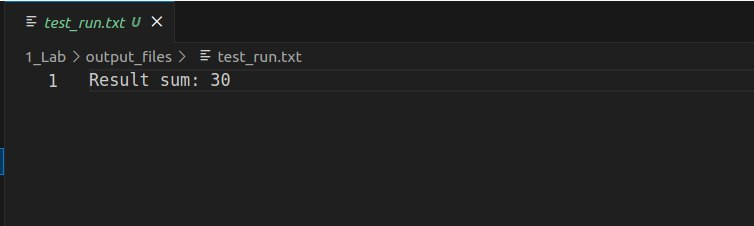 test_run.txt U
1_Lab > output_files > test_run.txt
1 Result sum: 30